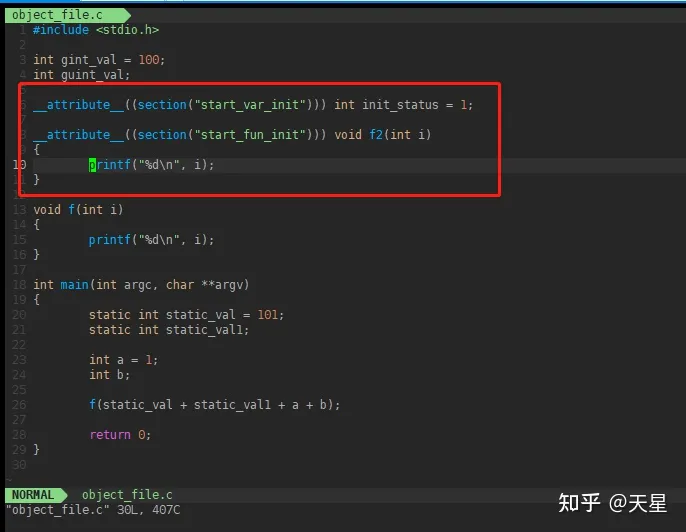 object_file.c
1 #include <stdio.h>
2
3 int gint_val = 100;
4 int guint_val;
5
6 __attribute__((section("start_var_init"))) int init_status = 1;
7
8 __attribute__((section("start_fun_init"))) void f2(int i)
9 {
10 printf("%d\n", i);
11 }
12
13 void f(int i)
14 {
15 printf("%d\n", i);
16 }
17
18 int main(int argc, char **argv)
19 {
20 static int static_val = 101;
21 static int static_val1;
22
23 int a = 1;
24 int b;
25
26 f(static_val + static_val1 + a + b);
27
28 return 0;
29 }
30
~
NORMAL object_file.c
"object_file.c" 30L, 407C
知乎 @天星